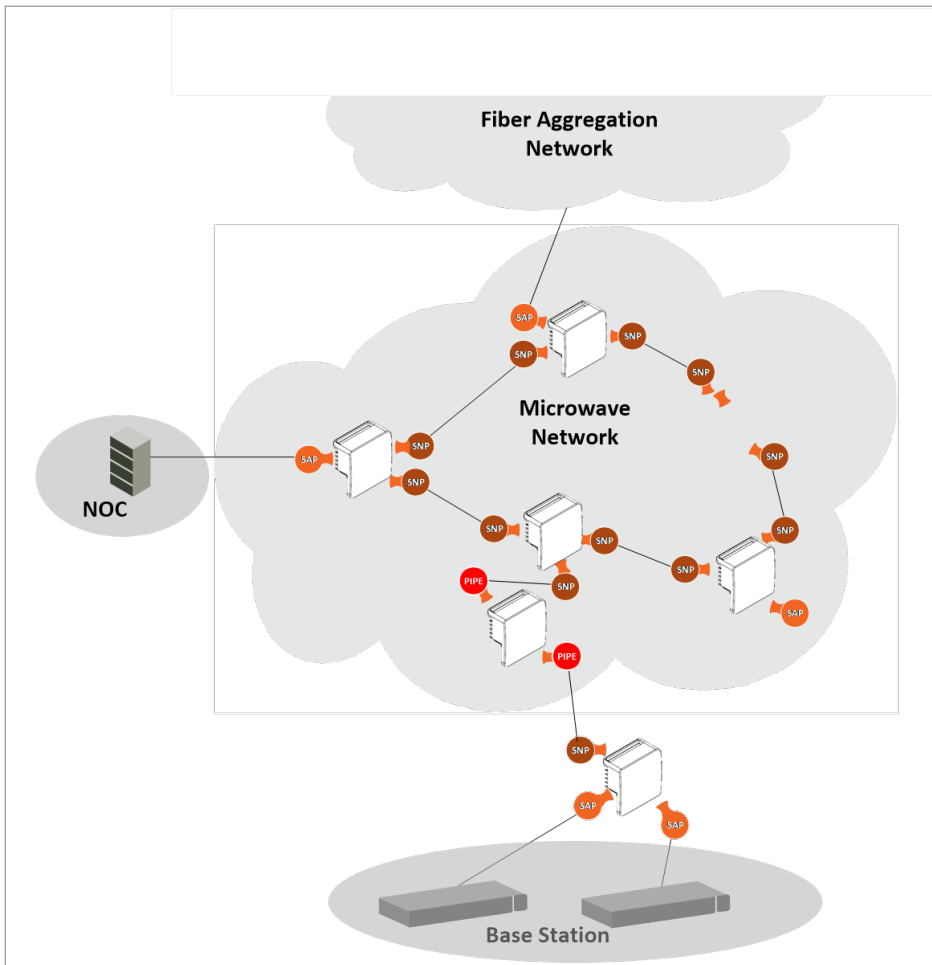 Fiber Aggregation
Network
SAP
SNP
SNP
SNP
Microwave
Network
SNP
SAP
SNP
SNP
NOC
SNP
SNP
SNP
SNP
PIPE
SNP
SAP
PIPE
SNP
SAP
SAP
Base Station